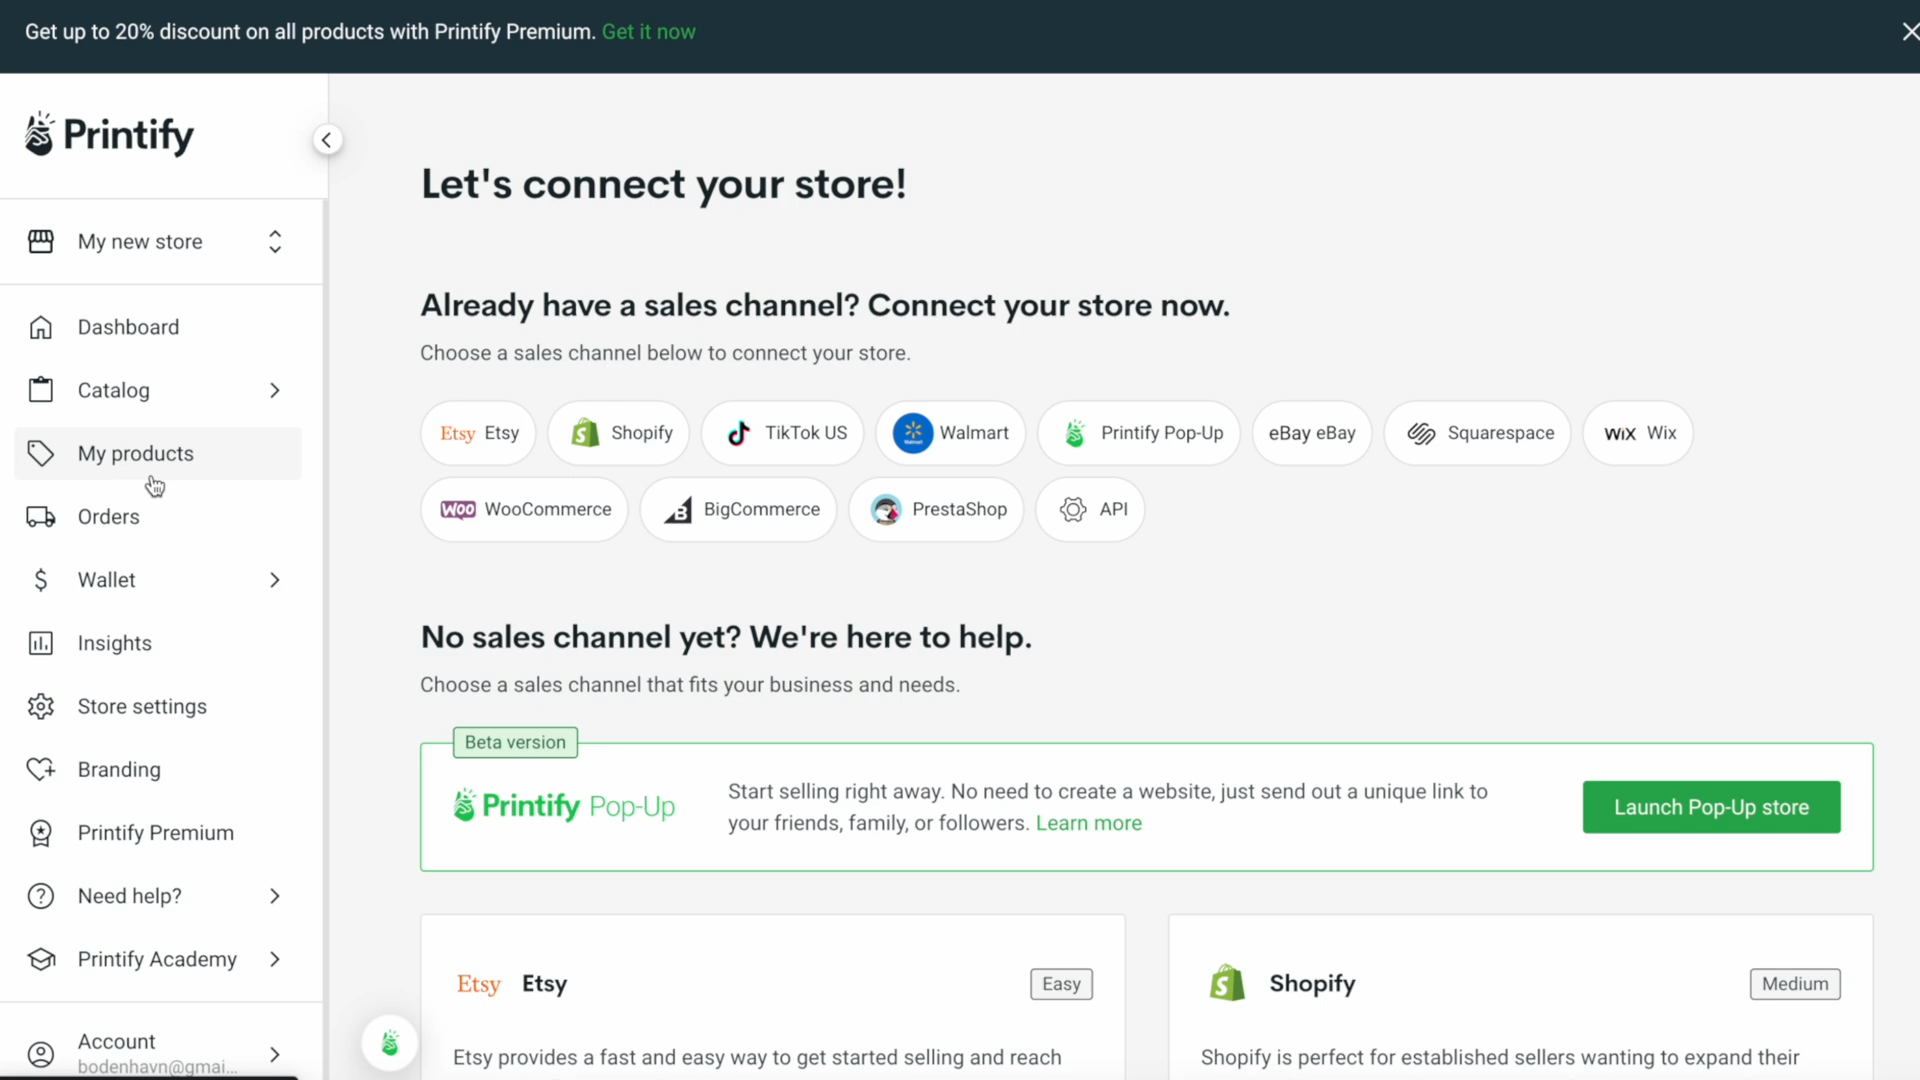 Get up to 20% discount on all products with Printify Premium. Get it now
Printify
My new store
Dashboard
Catalog
My products
Orders
Wallet
Insights
Store settings
Branding
Printify Premium
Need help?
Printify Academy
Account
bodenhavn@gmai...
Let's connect your store!
Already have a sales channel? Connect your store now.
Choose a sales channel below to connect your store.
Etsy Etsy Shopify TikTok US Walmart Walmart Printify Pop-Up eBay eBay Squarespace WIX Wix
WOO WooCommerce BigCommerce PrestaShop API
No sales channel yet? We're here to help.
Choose a sales channel that fits your business and needs.
Beta version
Printify Pop-Up
Start selling right away. No need to create a website, just send out a unique link to
your friends, family, or followers. Learn more
Launch Pop-Up store
Etsy Etsy Easy
Etsy provides a fast and easy way to get started selling and reach
Shopify Medium
Shopify is perfect for established sellers wanting to expand their